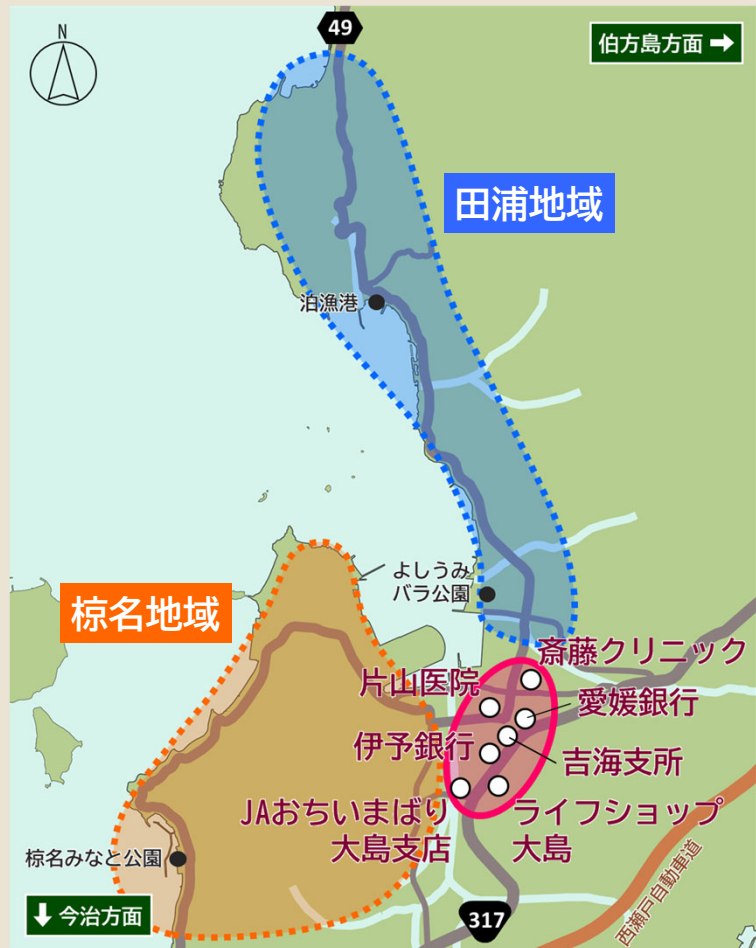 N
49
伯方島方面 ➡
田浦地域
泊漁港
よしうみ
バラ公園
椋名地域
斎藤クリニック
片山医院
愛媛銀行
伊予銀行
吉海支所
JAおちいまばり
大島支店
ライフショップ
大島
椋名みなと公園
⬇ 今治方面
317
西瀬戸自動車道